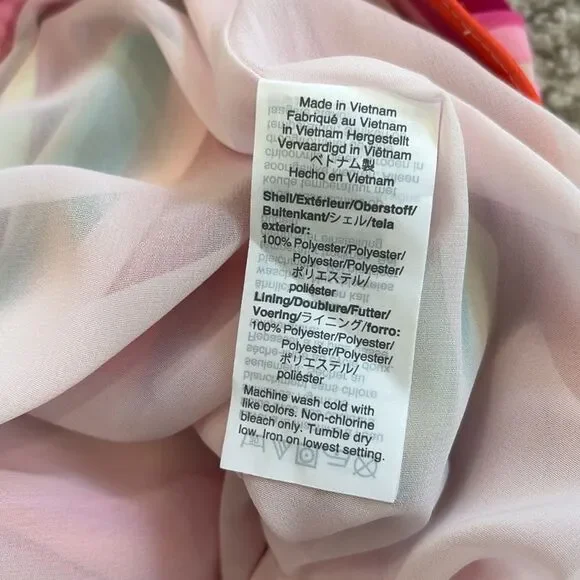 Made in Vietnam
Fabriqué au Vietnam
in Vietnam Hergestellt
Vervaardigd in Viëtnam
ベトナム製
Hecho en Vietnam
Shell/Extérieur/Oberstoff/
Buitenkant/シェル/tela
exterior:
100% Polyester/Polyester/
Polyester/Polyester/
ポリエステル/
poliéster
Lining/Doublure/Futter/
Voering/ライニング/forro:
100% Polyester/Polyester/
Polyester/Polyester/
ポリエステル/
poliéster
Machine wash cold with
like colors. Non-chlorine
bleach only. Tumble dry
low. Iron on lowest setting.